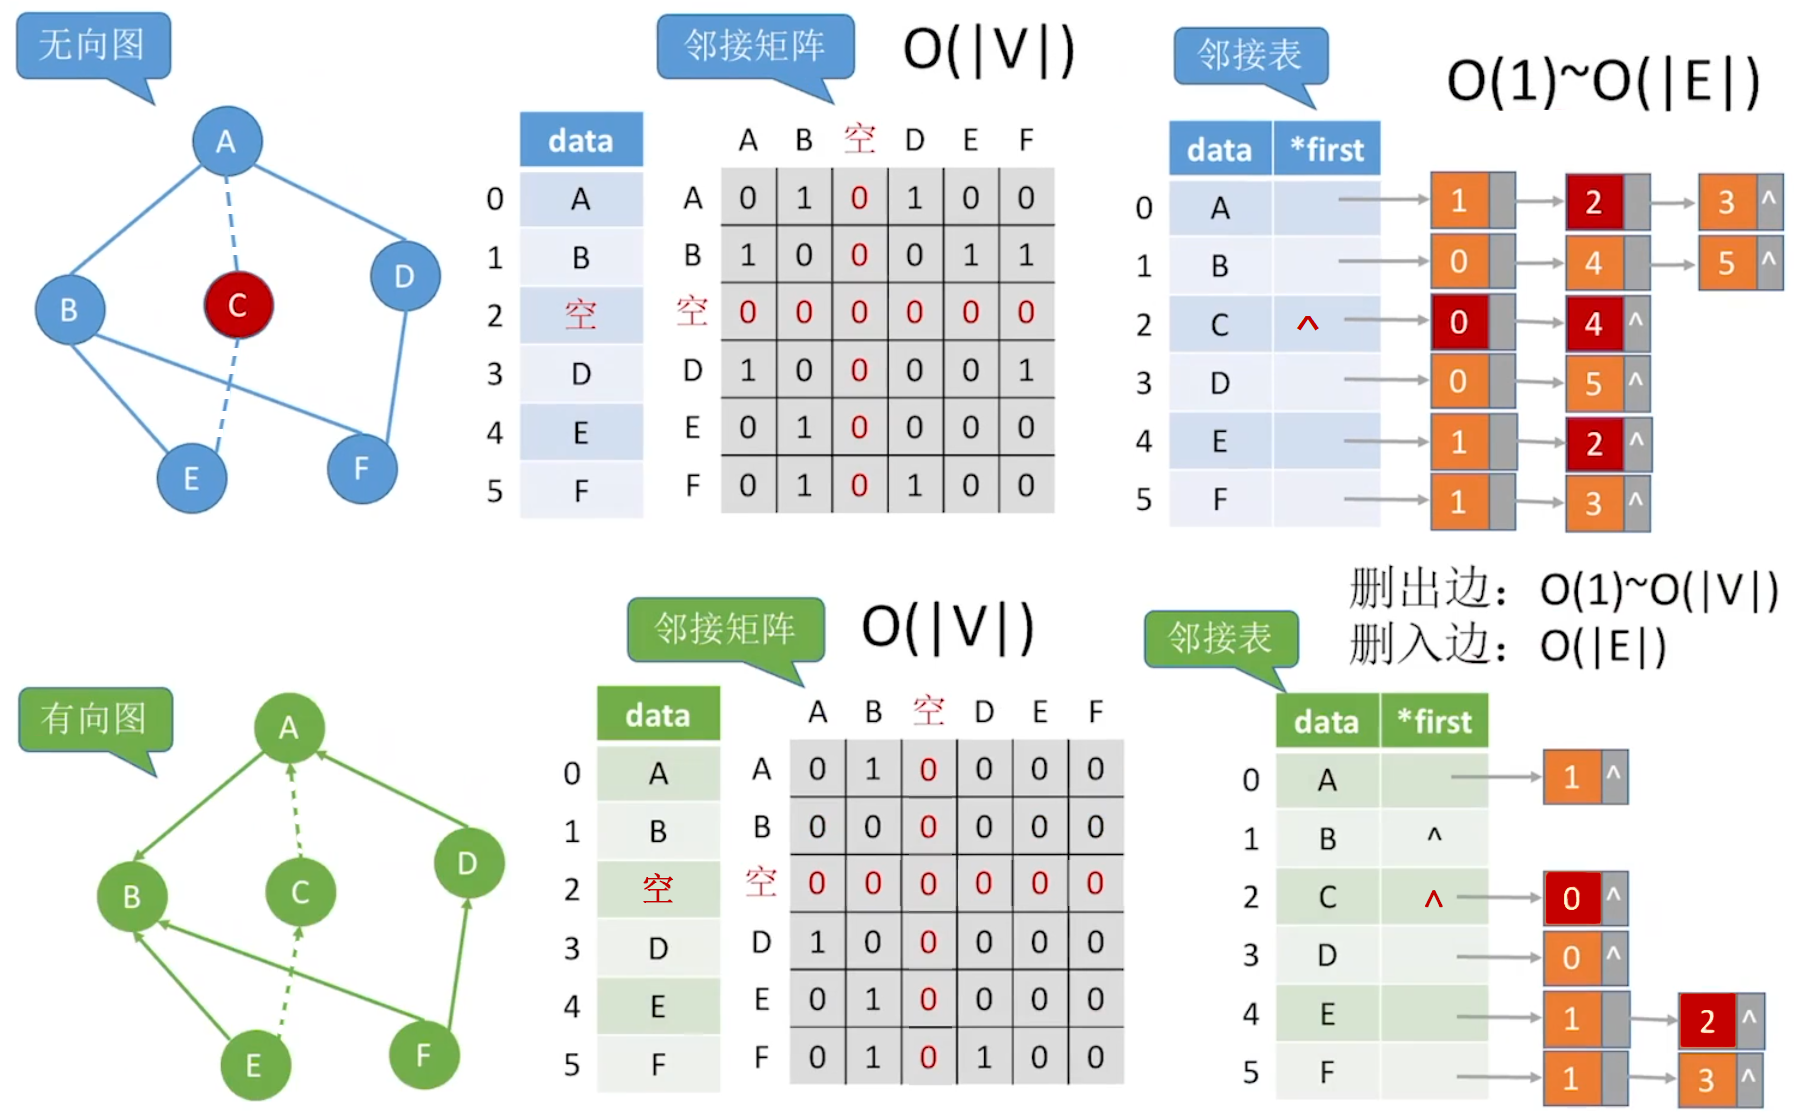 无向图
A
B
C
D
E
F
邻接矩阵
O(|V|)
data
0 A
1 B
2 空
3 D
4 E
5 F
A B 空 D E F
A 0 1 0 1 0 0
B 1 0 0 0 1 1
空 0 0 0 0 0 0
D 1 0 0 0 0 1
E 0 1 0 0 0 0
F 0 1 0 1 0 0
邻接表
O(1)~O(|E|)
data *first
0 A 1 2 3 ^
1 B 0 4 5 ^
2 C ^ 0 4 ^
3 D 0 5 ^
4 E 1 2 ^
5 F 1 3 ^
有向图
A
B
C
D
E
F
邻接矩阵
O(|V|)
data
0 A
1 B
2 空
3 D
4 E
5 F
A B 空 D E F
A 0 1 0 0 0 0
B 0 0 0 0 0 0
空 0 0 0 0 0 0
D 1 0 0 0 0 0
E 0 1 0 0 0 0
F 0 1 0 1 0 0
邻接表
删出边：O(1)~O(|V|)
删入边：O(|E|)
data *first
0 A 1 ^
1 B ^
2 C ^ 0 ^
3 D 0 ^
4 E 1 2 ^
5 F 1 3 ^